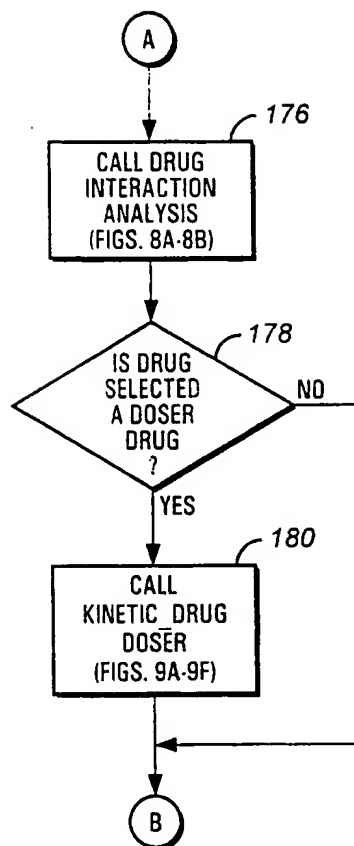 A
176
CALL DRUG
INTERACTION
ANALYSIS
(FIGS. 8A-8B)
178
IS DRUG
SELECTED
A DOSER
DRUG
?
NO
YES
180
CALL
KINETIC_DRUG
DOSER
(FIGS. 9A-9F)
B